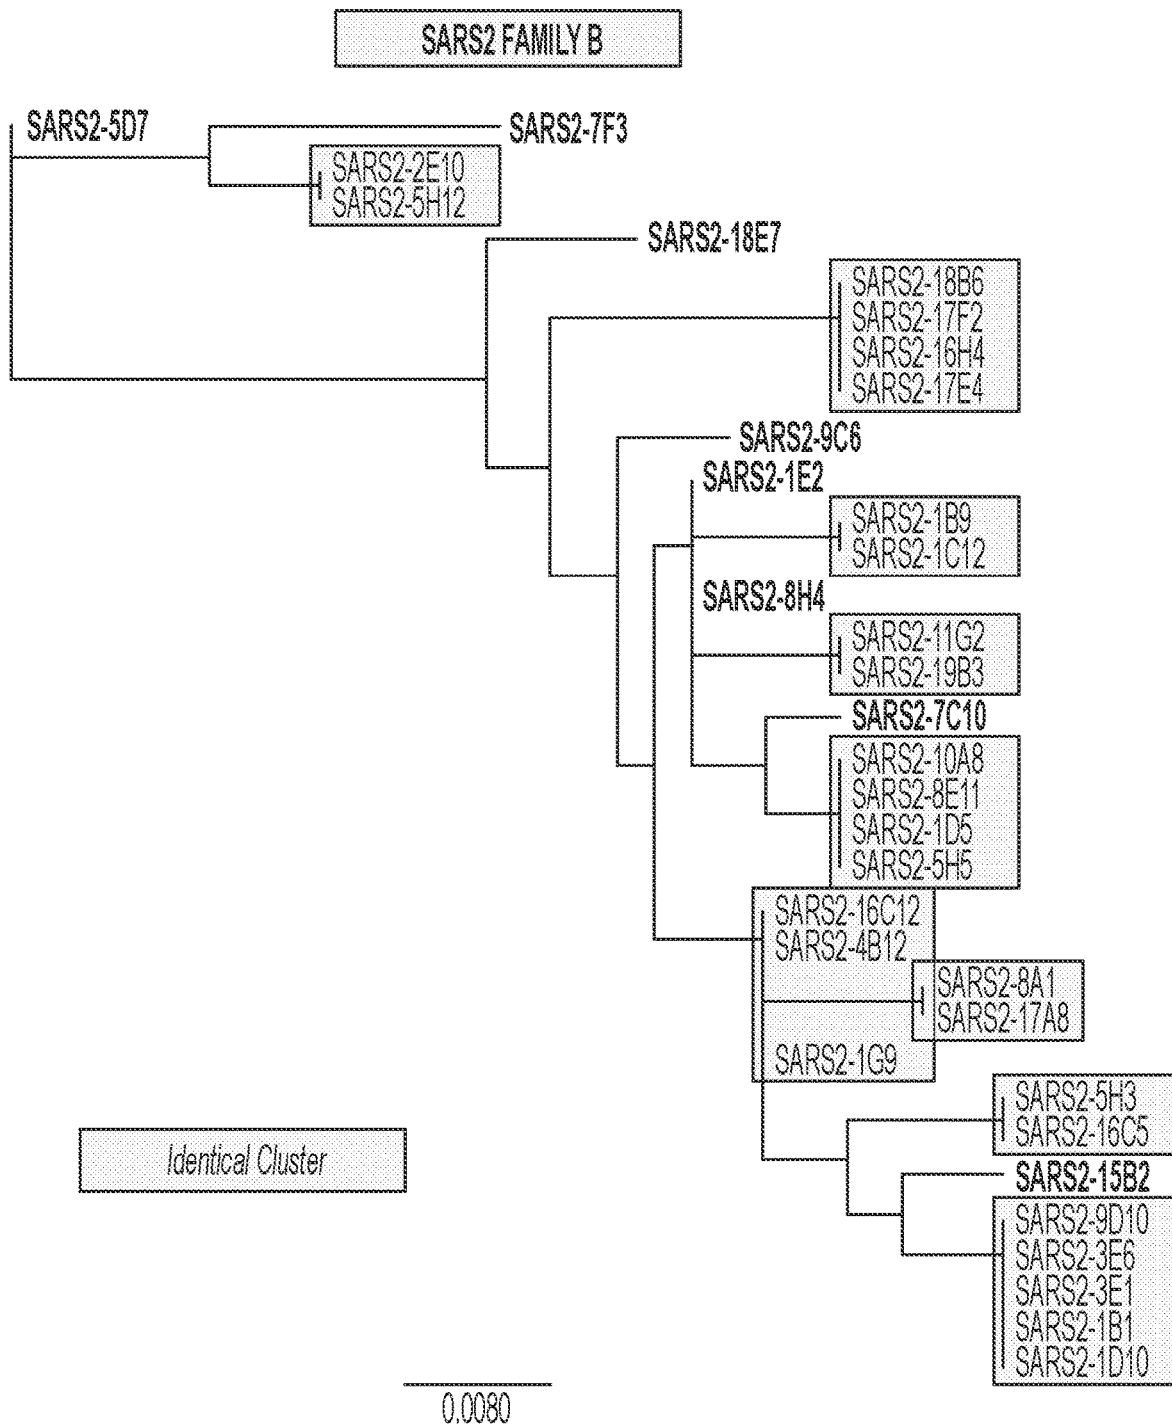 SARS2 FAMILY B
SARS2-5D7
SARS2-7F3
SARS2-2E10
SARS2-5H12
SARS2-18E7
SARS2-18B6
SARS2-17F2
SARS2-16H4
SARS2-17E4
SARS2-9C6
SARS2-1E2
SARS2-1B9
SARS2-1C12
SARS2-8H4
SARS2-11G2
SARS2-19B3
SARS2-7C10
SARS2-10A8
SARS2-8E11
SARS2-1D5
SARS2-5H5
SARS2-16C12
SARS2-4B12
SARS2-8A1
SARS2-17A8
SARS2-1G9
SARS2-5H3
SARS2-16C5
Identical Cluster
SARS2-15B2
SARS2-9D10
SARS2-3E6
SARS2-3E1
SARS2-1B1
SARS2-1D10
0.0080